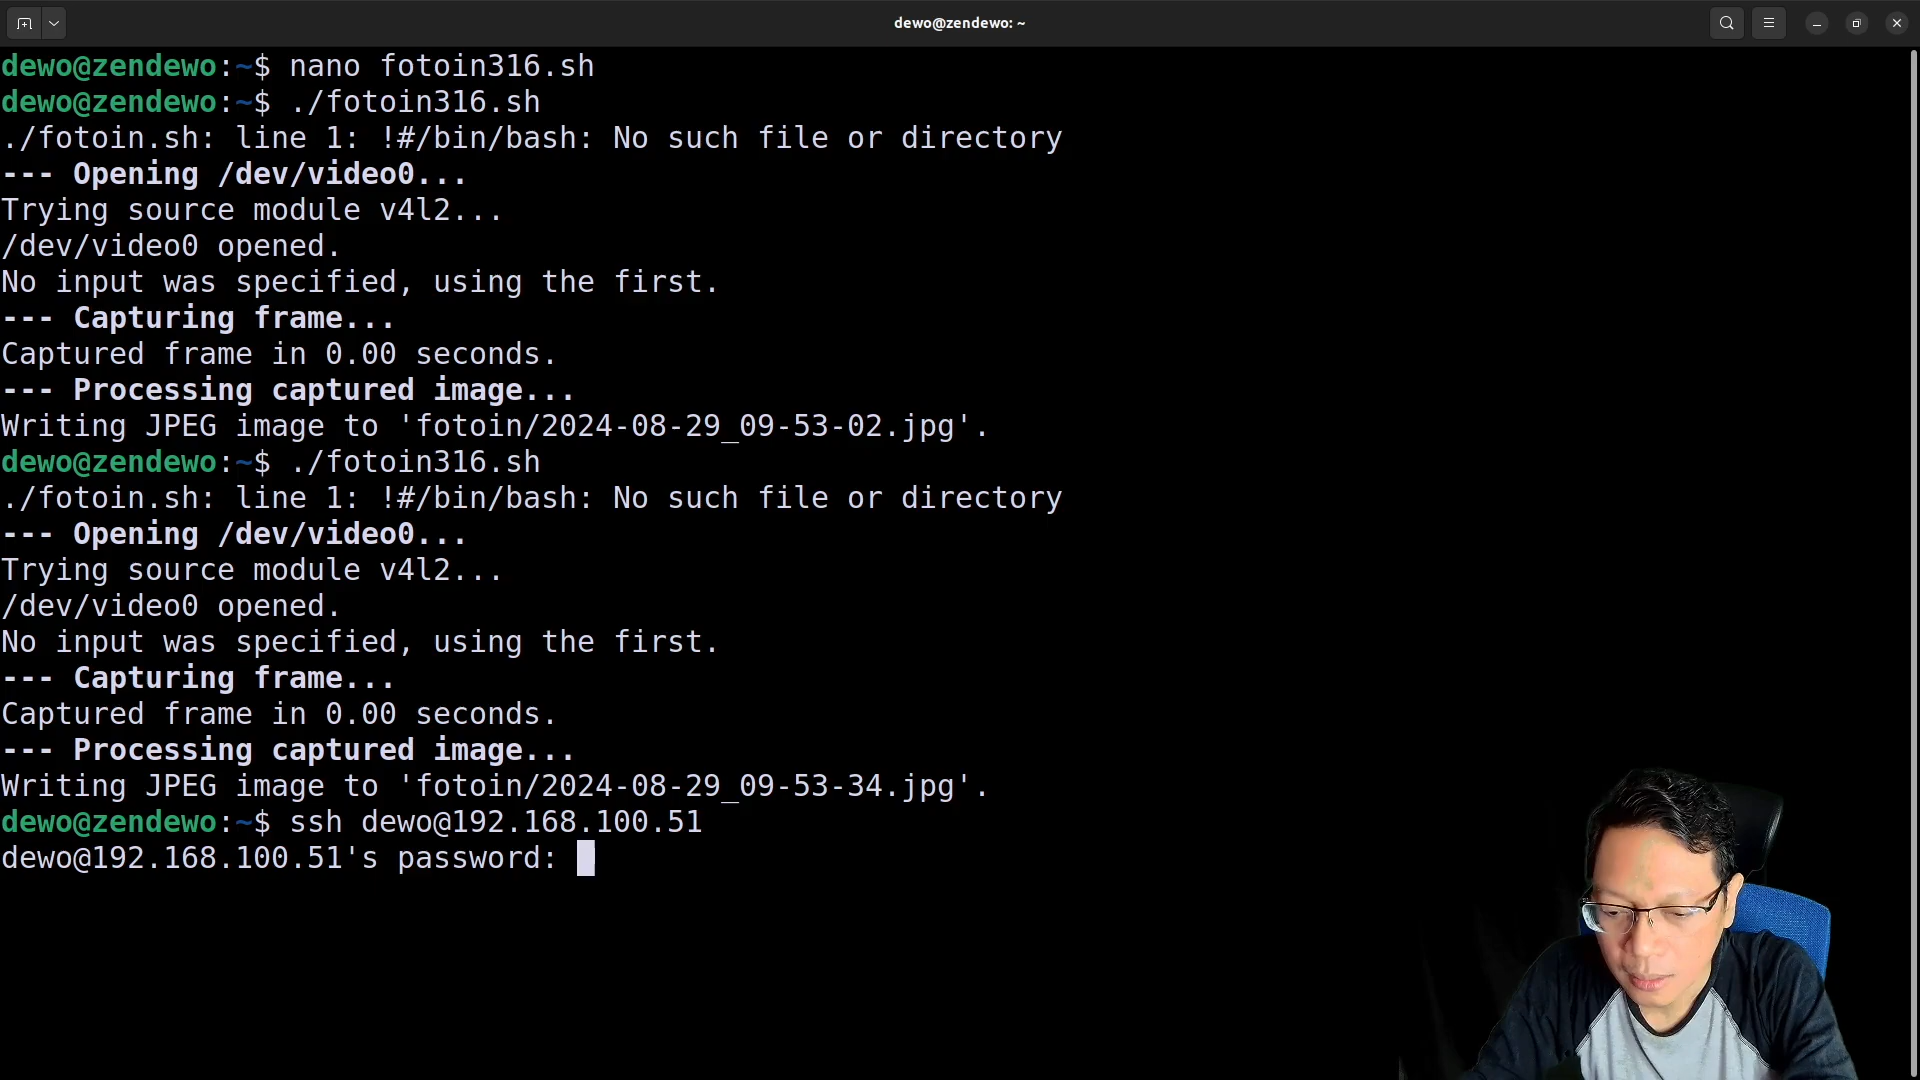 dewo@zendewo: ~
dewo@zendewo:~$ nano fotoin316.sh
dewo@zendewo:~$ ./fotoin316.sh
./fotoin.sh: line 1: !#/bin/bash: No such file or directory
--- Opening /dev/video0...
Trying source module v4l2...
/dev/video0 opened.
No input was specified, using the first.
--- Capturing frame...
Captured frame in 0.00 seconds.
--- Processing captured image...
Writing JPEG image to 'fotoin/2024-08-29_09-53-02.jpg'.
dewo@zendewo:~$ ./fotoin316.sh
./fotoin.sh: line 1: !#/bin/bash: No such file or directory
--- Opening /dev/video0...
Trying source module v4l2...
/dev/video0 opened.
No input was specified, using the first.
--- Capturing frame...
Captured frame in 0.00 seconds.
--- Processing captured image...
Writing JPEG image to 'fotoin/2024-08-29_09-53-34.jpg'.
dewo@zendewo:~$ ssh dewo@192.168.100.51
dewo@192.168.100.51's password: